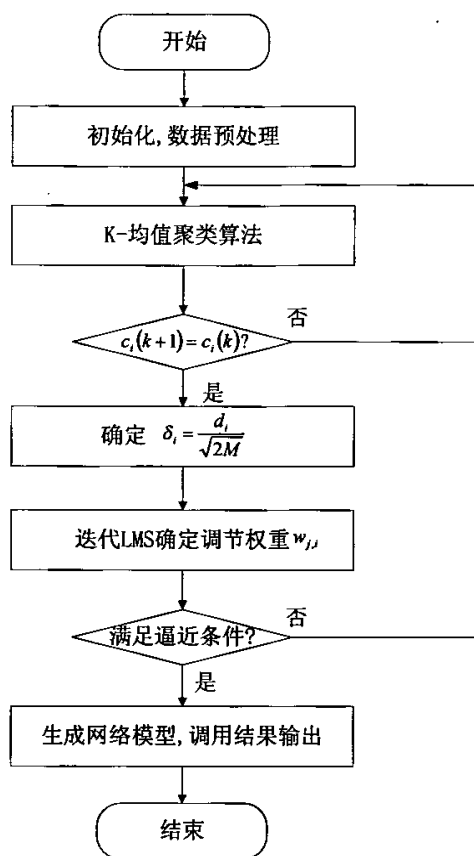 开始
初始化,数据预处理
K-均值聚类算法
c_i(k+1)=c_i(k)?
否
是
确定 δ_i=d_i/√2M
迭代LMS确定调节权重w_{j,i}
满足逼近条件?
否
是
生成网络模型,调用结果输出
结束